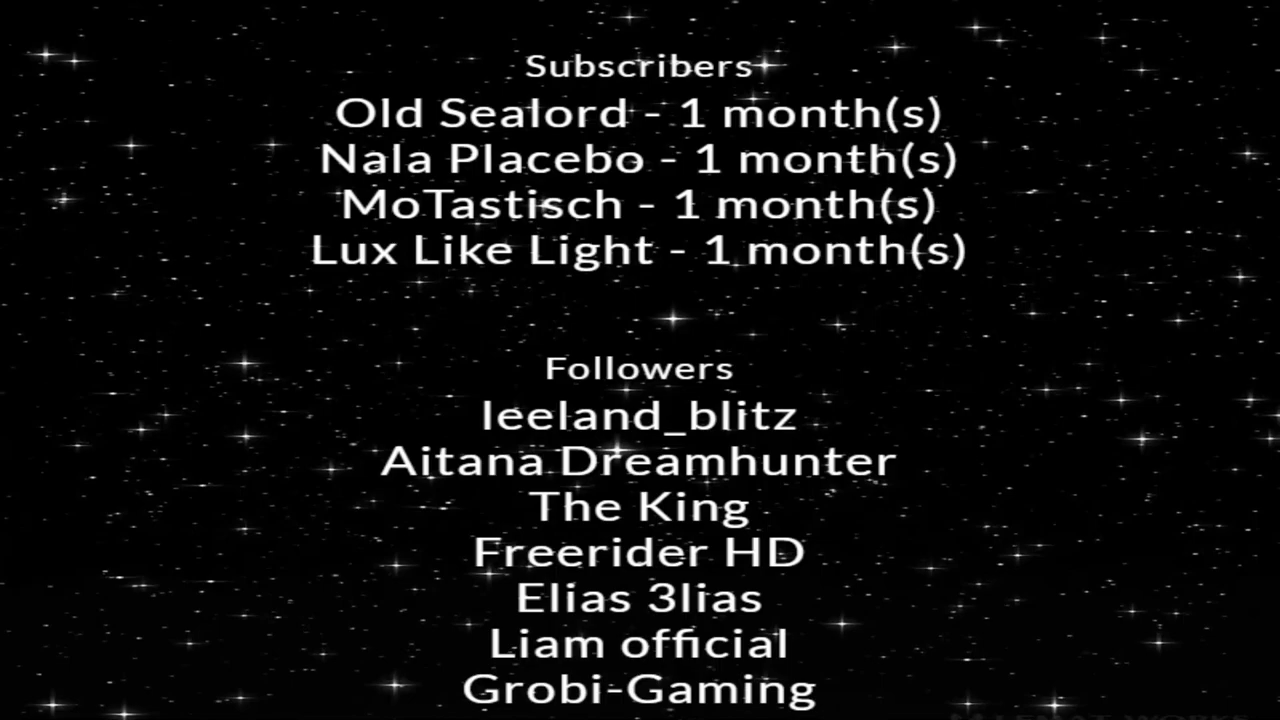 Subscribers
Old Sealord - 1 month(s)
Nala Placebo - 1 month(s)
MoTastisch - 1 month(s)
Lux Like Light - 1 month(s)
Followers
leeland_blitz
Aitana Dreamhunter
The King
Freerider HD
Elias 3lias
Liam official
Grobi-Gaming